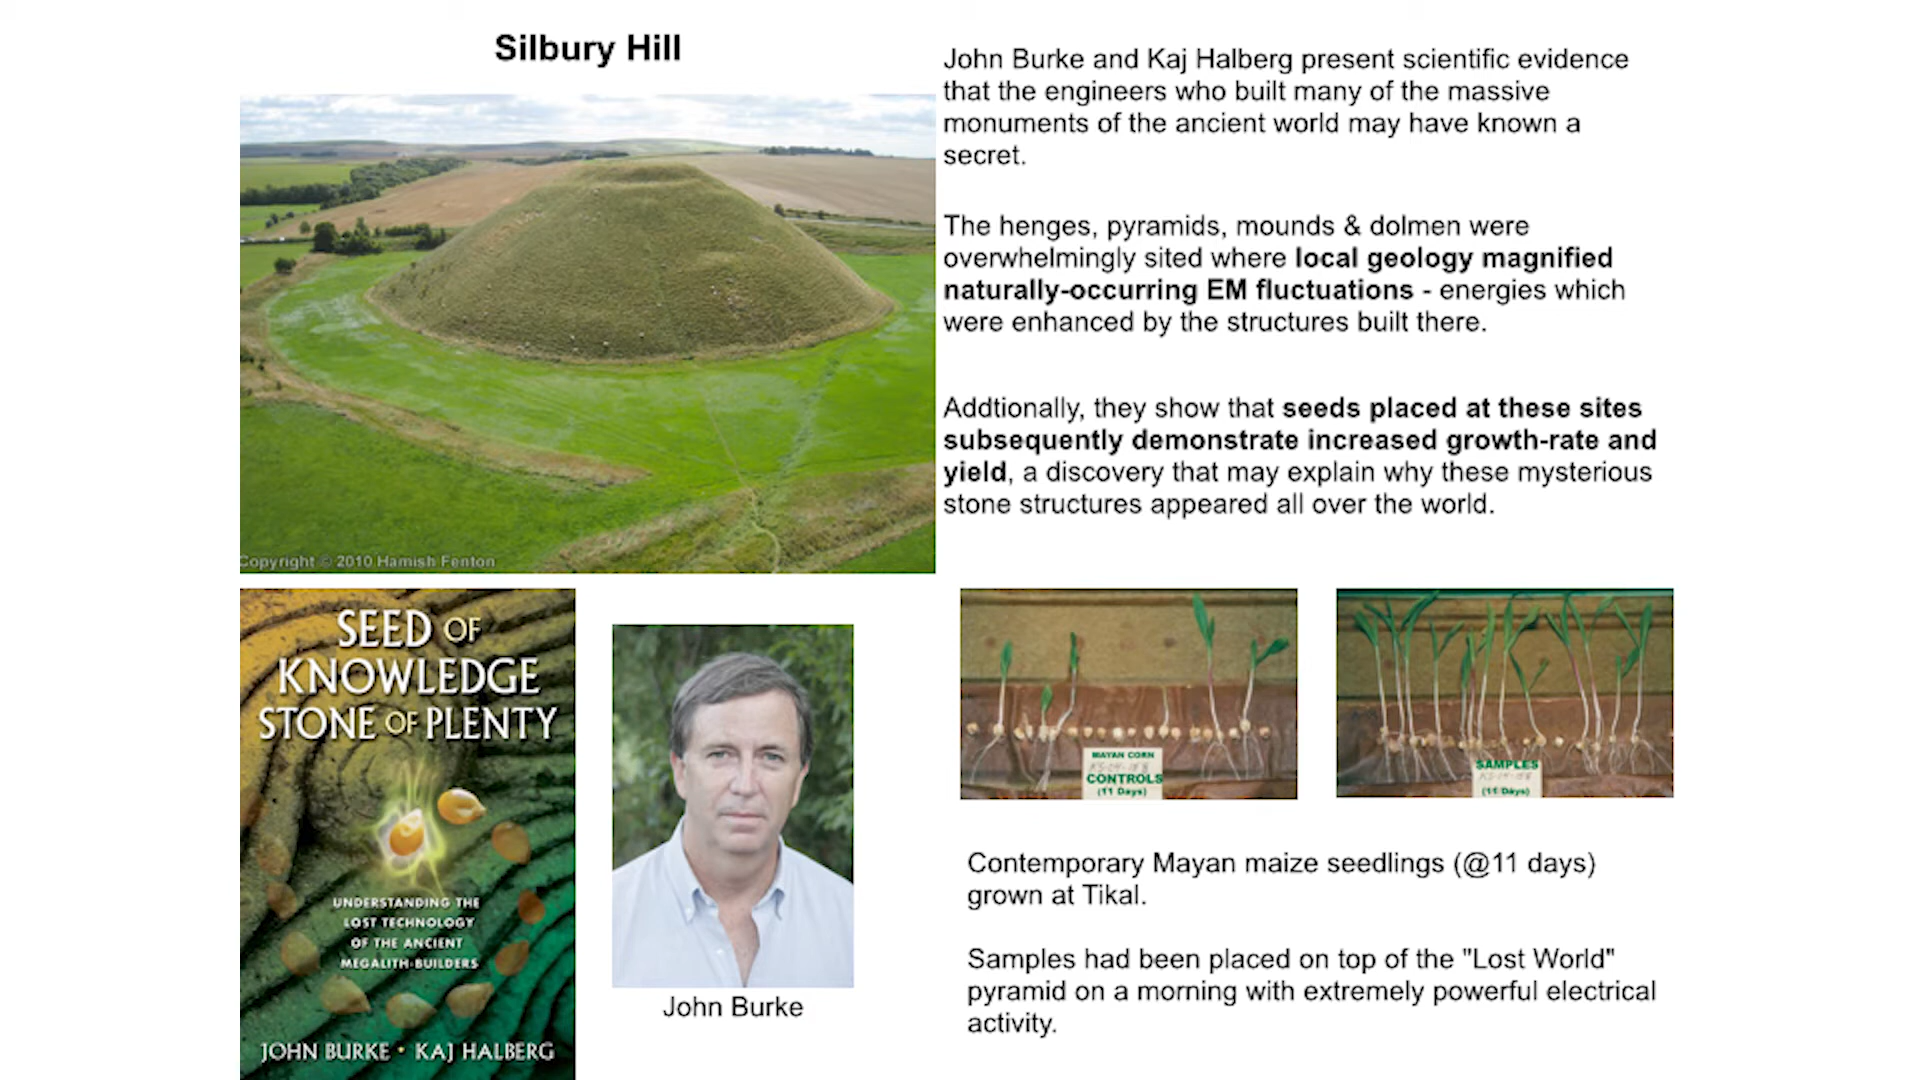 Silbury Hill
Copyright © 2010 Hamish Fenton
John Burke and Kaj Halberg present scientific evidence
that the engineers who built many of the massive
monuments of the ancient world may have known a
secret.
The henges, pyramids, mounds & dolmen were
overwhelmingly sited where local geology magnified
naturally-occurring EM fluctuations - energies which
were enhanced by the structures built there.
Addtionally, they show that seeds placed at these sites
subsequently demonstrate increased growth-rate and
yield, a discovery that may explain why these mysterious
stone structures appeared all over the world.
SEED OF
KNOWLEDGE
STONE OF PLENTY
UNDERSTANDING THE
LOST TECHNOLOGY
OF THE ANCIENT
MEGALITH-BUILDERS
JOHN BURKE • KAJ HALBERG
John Burke
MAYAN CORN
CONTROLS
(11 Days)
SAMPLES
(11 Days)
Contemporary Mayan maize seedlings (@11 days)
grown at Tikal.
Samples had been placed on top of the "Lost World"
pyramid on a morning with extremely powerful electrical
activity.